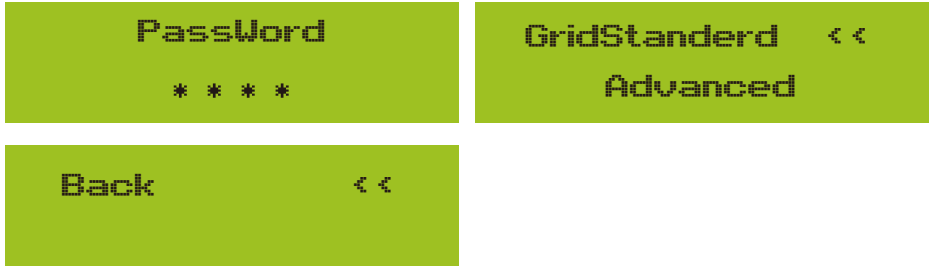 PassWord
* * * *
GridStanderd <<
Advanced
Back <<